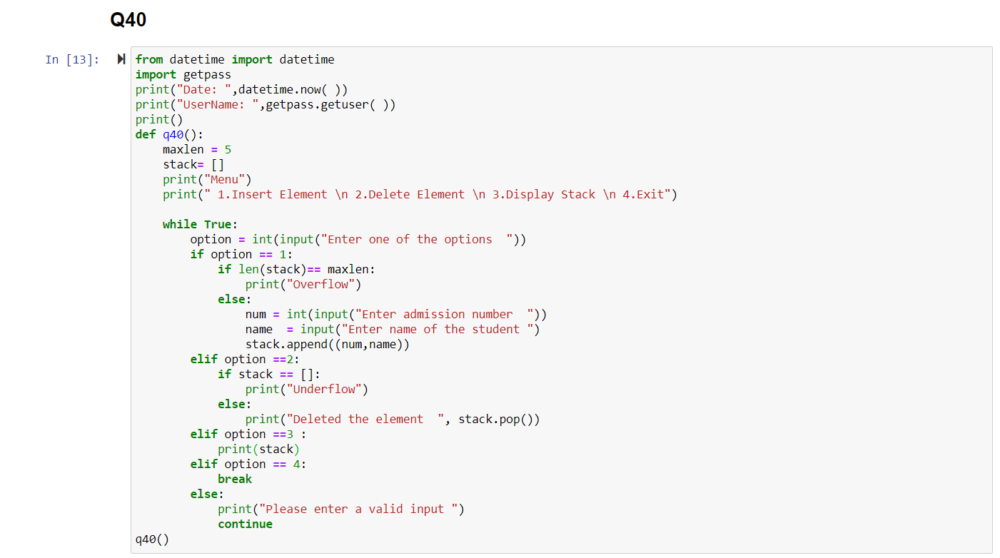 Q40
In [13]:
from datetime import datetime
import getpass
print("Date: ",datetime.now( ))
print("UserName: ",getpass.getuser( ))
print()
def q40():
    maxlen = 5
    stack= []
    print("Menu")
    print(" 1.Insert Element \n 2.Delete Element \n 3.Display Stack \n 4.Exit")

    while True:
        option = int(input("Enter one of the options  "))
        if option == 1:
            if len(stack)== maxlen:
                print("Overflow")
            else:
                num = int(input("Enter admission number  "))
                name  = input("Enter name of the student ")
                stack.append((num,name))
        elif option ==2:
            if stack == []:
                print("Underflow")
            else:
                print("Deleted the element  ", stack.pop())
        elif option ==3 :
            print(stack)
        elif option == 4:
            break
        else:
            print("Please enter a valid input ")
            continue
q40()